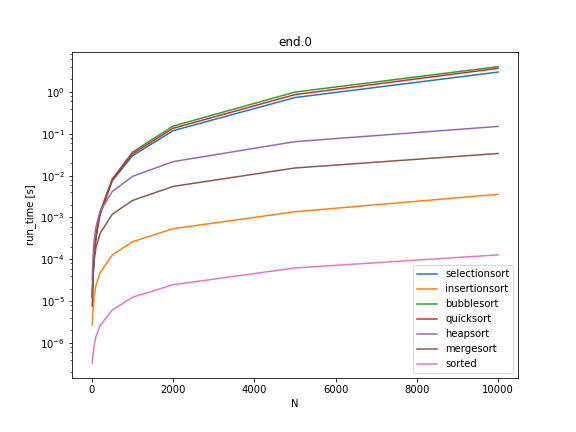 end.0
run_time [s]
10⁰
10⁻¹
10⁻²
10⁻³
10⁻⁴
10⁻⁵
10⁻⁶
selectionsort
insertionsort
bubblesort
quicksort
heapsort
mergesort
sorted
0 2000 4000 6000 8000 10000
N